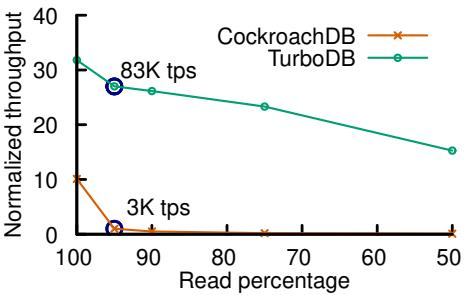 Normalized throughput
40
30
20
10
0
CockroachDB
TurboDB
83K tps
3K tps
100 90 80 70 60 50
Read percentage